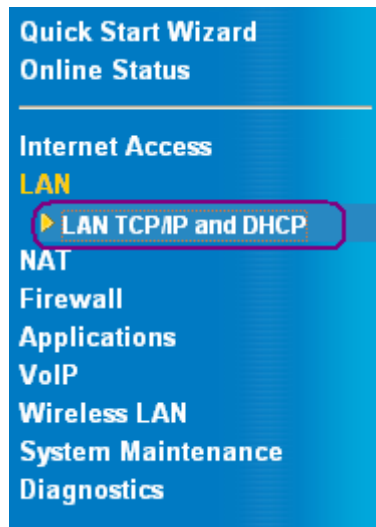 Quick Start Wizard
Online Status
Internet Access
LAN
LAN TCP/IP and DHCP
NAT
Firewall
Applications
VoIP
Wireless LAN
System Maintenance
Diagnostics